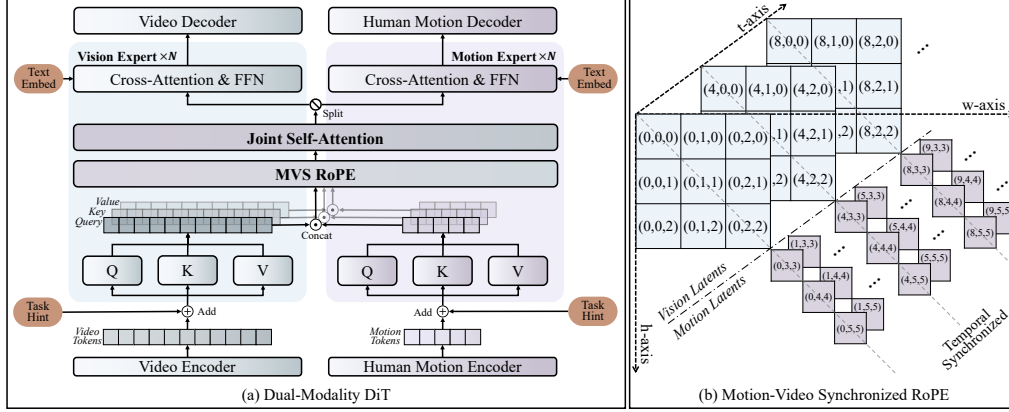 Video Decoder
Human Motion Decoder
Vision Expert ×N
Motion Expert ×N
Text
Embed
Cross-Attention & FFN
Cross-Attention & FFN
Text
Embed
Split
Joint Self-Attention
MVS RoPE
Value
Key
Query
Concat
Q
K
V
Q
K
V
Task
Hint
Add
Add
Task
Hint
Video
Tokens
Motion
Tokens
Video Encoder
Human Motion Encoder
(a) Dual-Modality DiT
t-axis
w-axis
h-axis
(8,0,0) (8,1,0) (8,2,0)
...
(4,0,0) (4,1,0) (4,2,0) ,1) (8,2,1)
(0,0,0) (0,1,0) (0,2,0) ,1) (4,2,1) ,2) (8,2,2)
(0,0,1) (0,1,1) (0,2,1) ,2) (4,2,2)
(0,0,2) (0,1,2) (0,2,2)
(9,3,3)
(8,3,3)
...
(9,4,4)
(8,4,4)
(9,5,5)
(8,5,5)
(5,3,3)
(4,3,3)
...
(5,4,4)
(4,4,4)
...
(5,5,5)
(4,5,5)
...
(1,3,3)
(0,3,3)
...
(1,4,4)
(0,4,4)
...
(1,5,5)
(0,5,5)
Vision Latents
Motion Latents
Temporal
Synchronized
(b) Motion-Video Synchronized RoPE